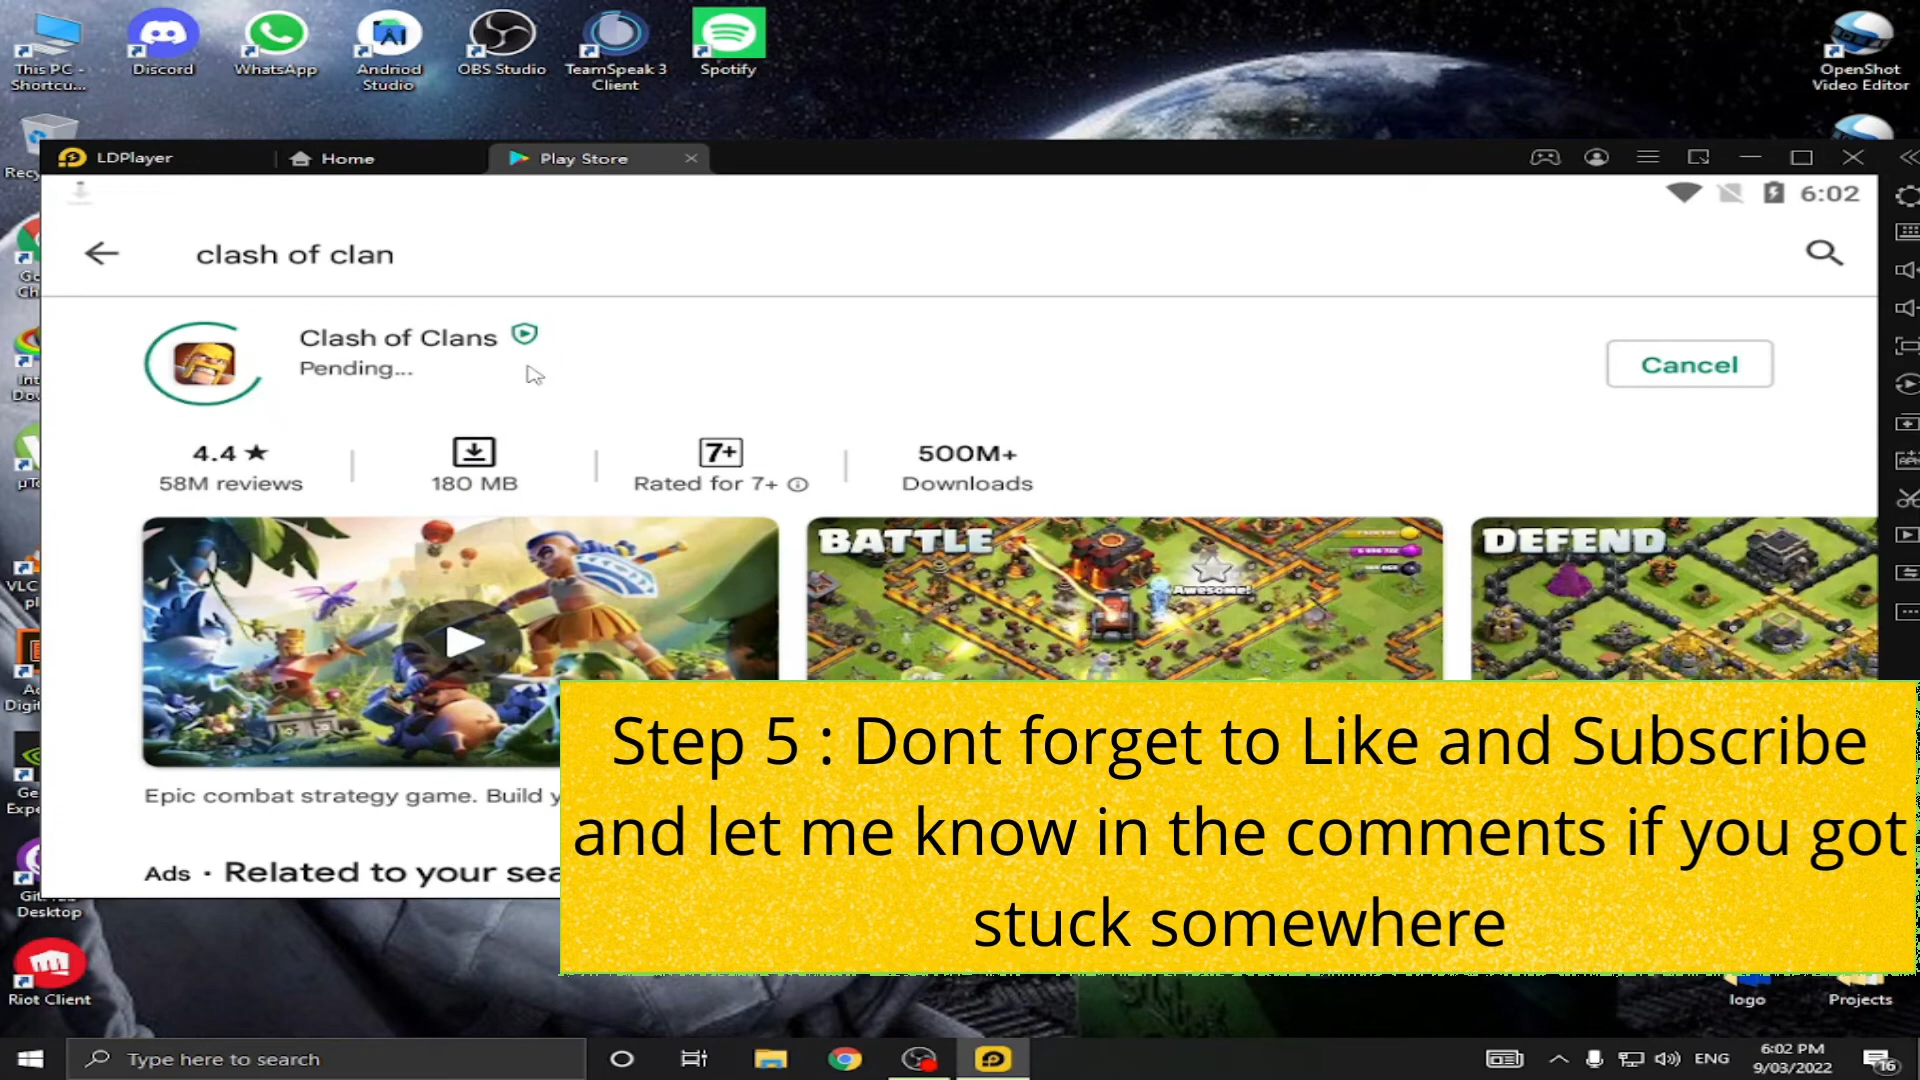 This PC -
Shortcu...
Discord
WhatsApp
Andriod
Studio
OBS Studio
TeamSpeak 3
Client
Spotify
OpenShot
Video Editor
LDPlayer
Home
Play Store
6:02
clash of clan
Clash of Clans
Pending...
Cancel
4.4 ★
58M reviews
180 MB
7+
Rated for 7+
500M+
Downloads
BATTLE
Awesome!
DEFEND
Step 5 : Dont forget to Like and Subscribe
and let me know in the comments if you got
stuck somewhere
Epic combat strategy game. Build y
Ads · Related to your sea
VLC
Desktop
Riot Client
logo
Projects
Type here to search
ENG
6:02 PM
9/03/2022
16